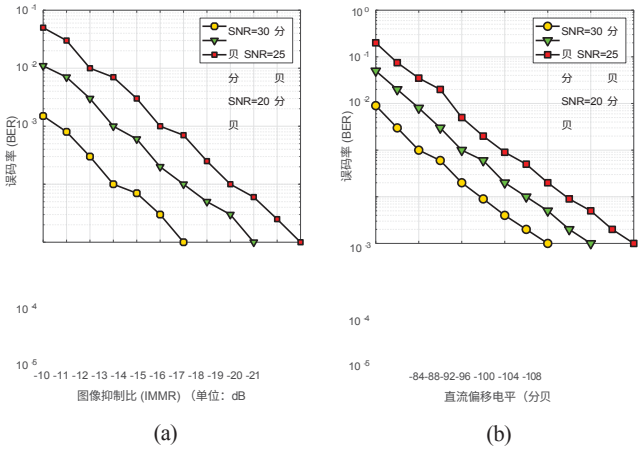 10 -1
10 -2
10 -3
10 4
10 5
误码率 (BER)
SNR=30 分
贝 SNR=25
分 贝
SNR=20 分
贝
-10 -11 -12 -13 -14 -15 -16 -17 -18 -19 -20 -21
图像抑制比 (IMMR) （单位：dB
(a)
10 0
10 -1
10 -2
10 -3
10 4
10 -5
误码率 (BER)
SNR=30 分
贝 SNR=25
分 贝
SNR=20 分
贝
-84-88-92-96 -100 -104 -108
直流偏移电平（分贝
(b)